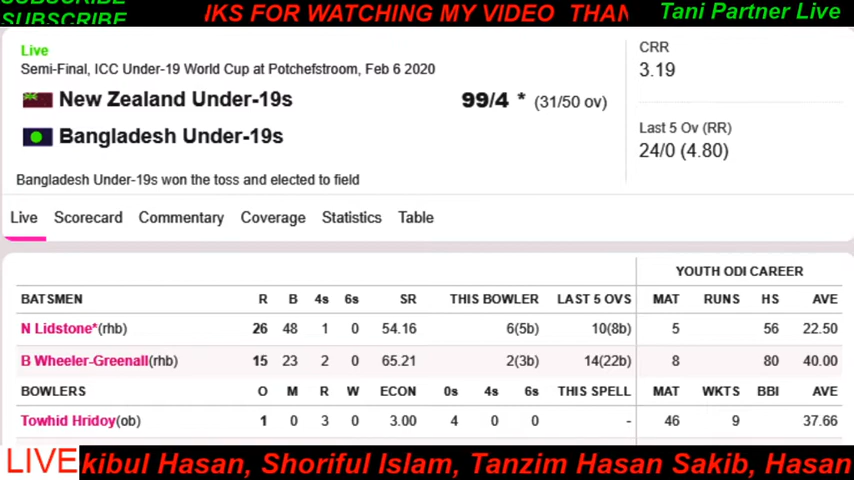 SUBSCRIBE
SUBSCRIBE
IKS FOR WATCHING MY VIDEO THAN
Tani Partner Live
Live
Semi-Final, ICC Under-19 World Cup at Potchefstroom, Feb 6 2020
New Zealand Under-19s 99/4 * (31/50 ov)
Bangladesh Under-19s
Bangladesh Under-19s won the toss and elected to field
CRR
3.19
Last 5 Ov (RR)
24/0 (4.80)
Live Scorecard Commentary Coverage Statistics Table
YOUTH ODI CAREER
BATSMEN R B 4s 6s SR THIS BOWLER LAST 5 OVS MAT RUNS HS AVE
N Lidstone*(rhb) 26 48 1 0 54.16 6(5b) 10(8b) 5 56 22.50
B Wheeler-Greenall(rhb) 15 23 2 0 65.21 2(3b) 14(22b) 8 80 40.00
BOWLERS O M R W ECON 0s 4s 6s THIS SPELL MAT WKTS BBI AVE
Towhid Hridoy(ob) 1 0 3 0 3.00 4 0 0 - 46 9 37.66
LIVE kibul Hasan, Shoriful Islam, Tanzim Hasan Sakib, Hasan